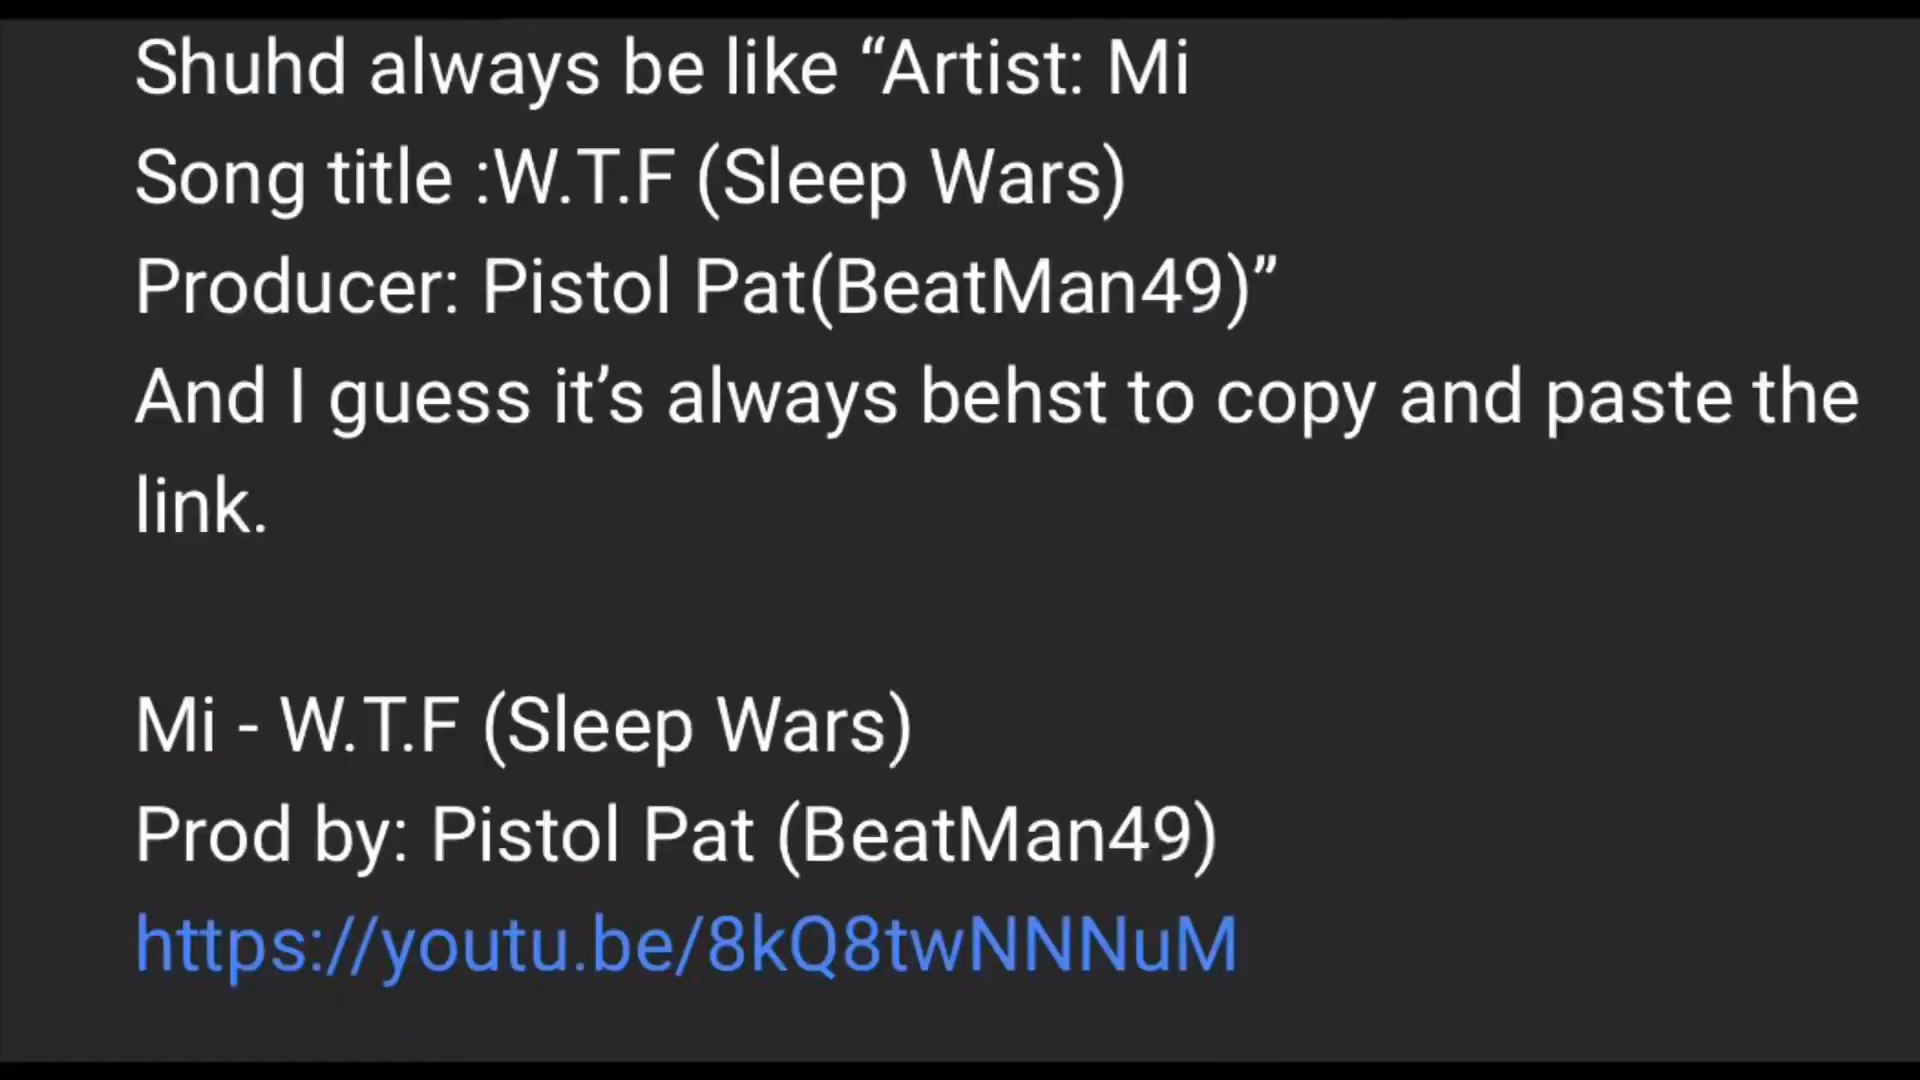 Shuhd always be like “Artist: Mi
Song title :W.T.F (Sleep Wars)
Producer: Pistol Pat(BeatMan49)”
And I guess it’s always behst to copy and paste the
link.
Mi - W.T.F (Sleep Wars)
Prod by: Pistol Pat (BeatMan49)
https://youtu.be/8kQ8twNNNuM